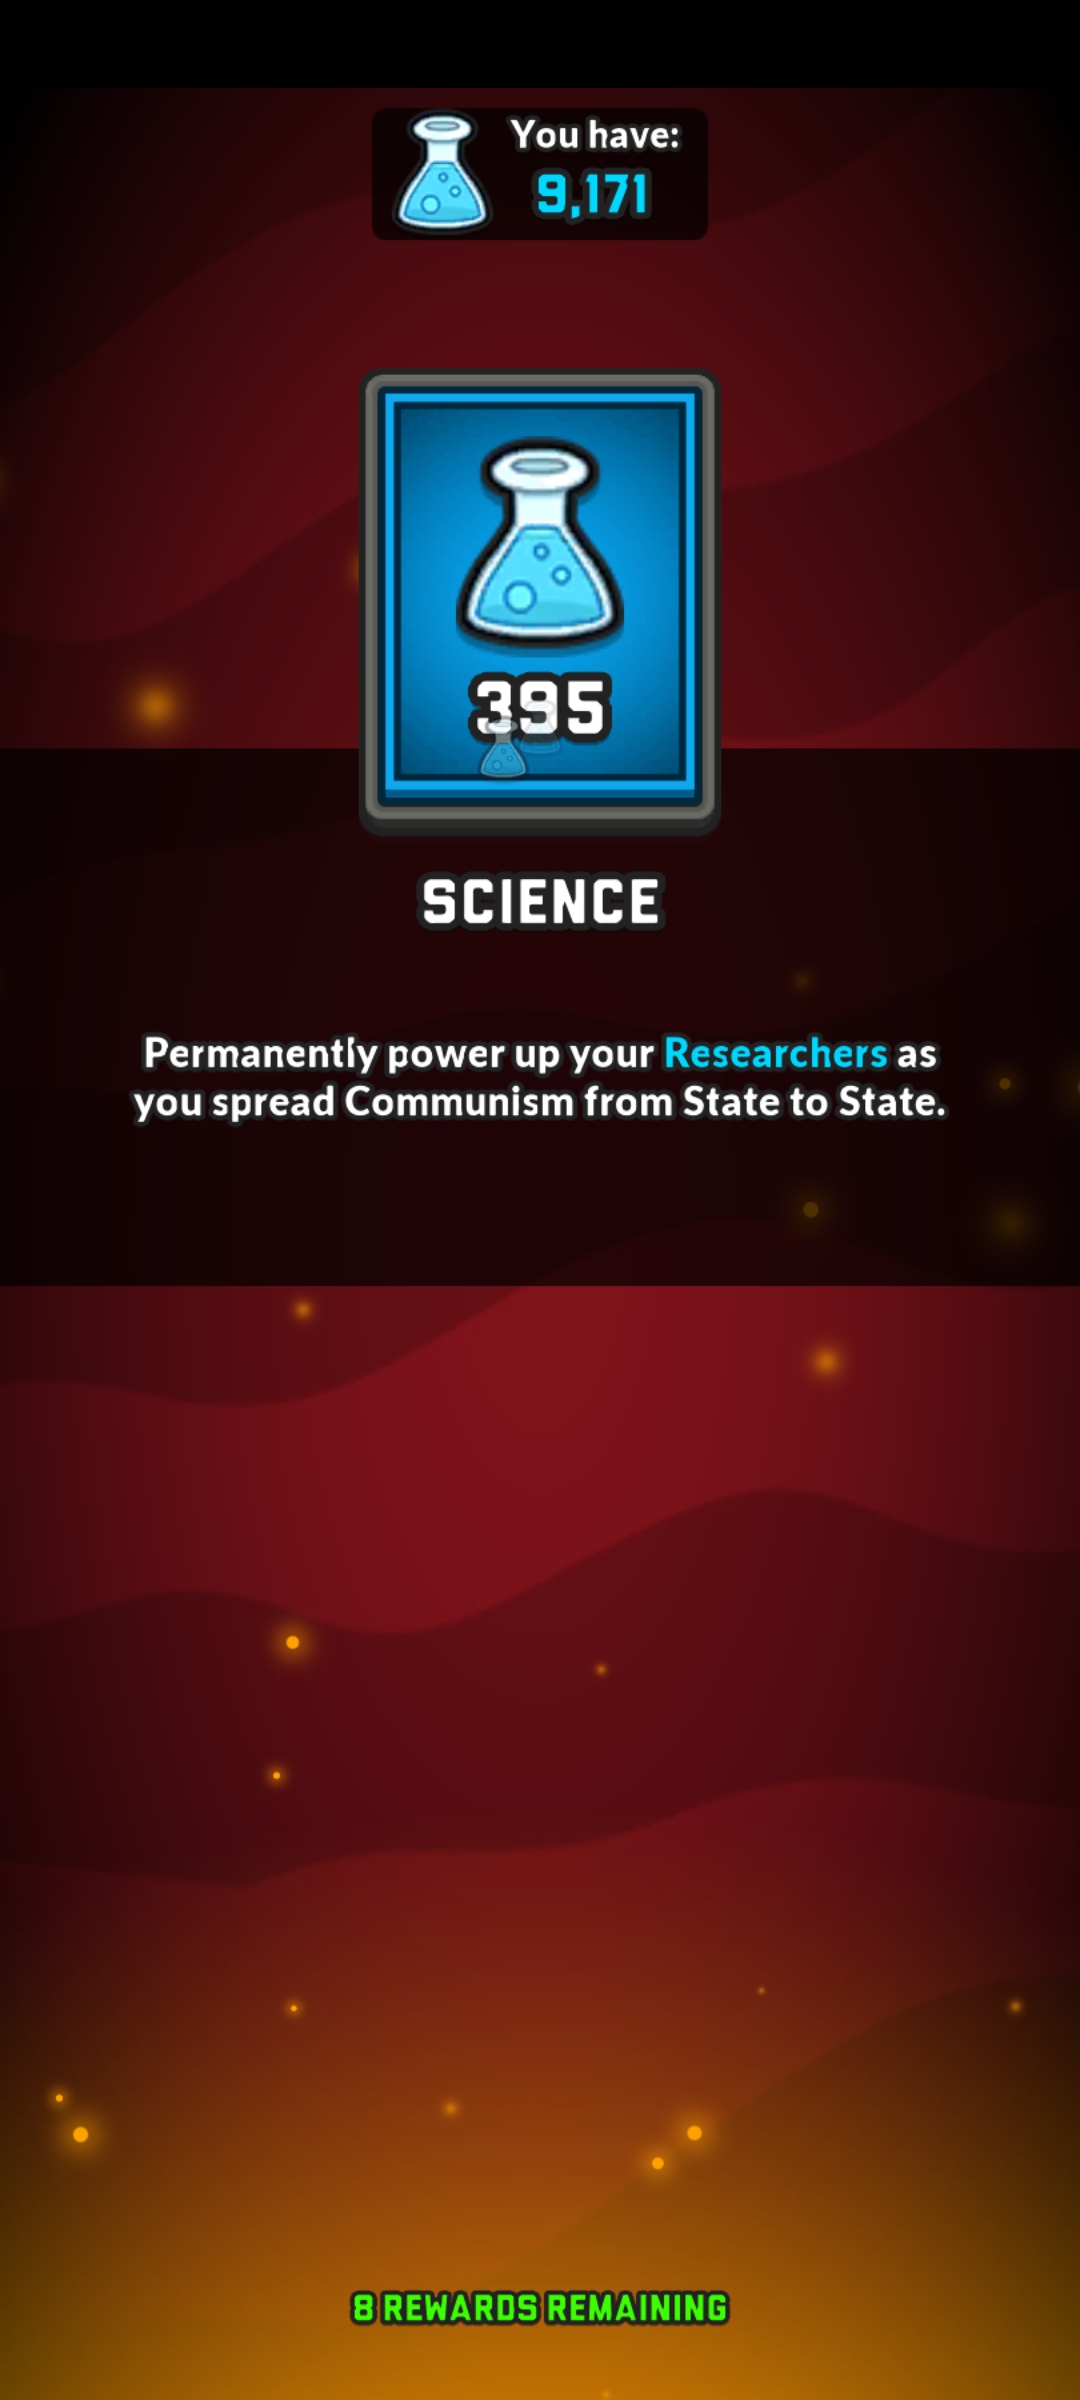 You have:
9,171
395
SCIENCE
Permanently power up your Researchers as
you spread Communism from State to State.
8 REWARDS REMAINING